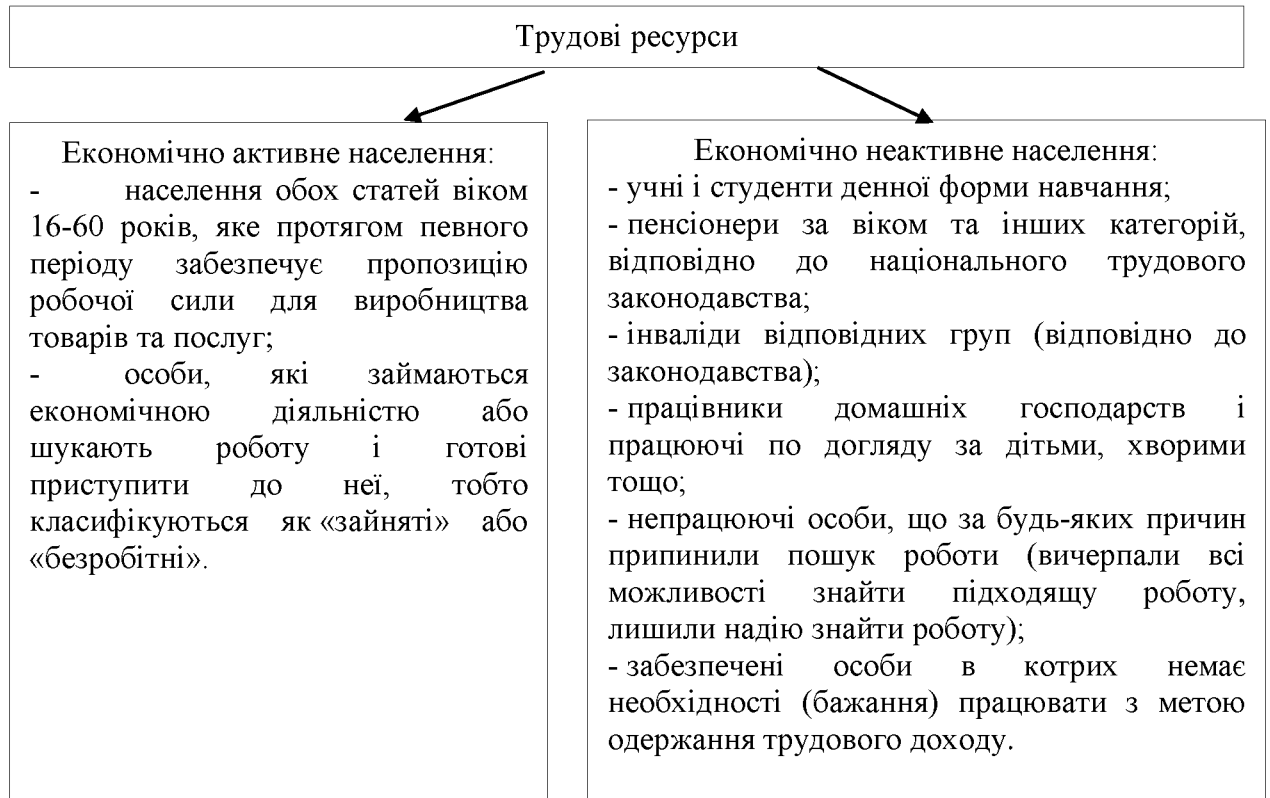 Трудові ресурси
Економічно активне населення:
- населення обох статей віком
16-60 років, яке протягом певного
періоду забезпечує пропозицію
робочої сили для виробництва
товарів та послуг;
- особи, які займаються
економічною діяльністю або
шукають роботу і готові
приступити до неї, тобто
класифікуються як «зайняті» або
«безробітні».
Економічно неактивне населення:
- учні і студенти денної форми навчання;
- пенсіонери за віком та інших категорій,
відповідно до національного трудового
законодавства;
- інваліди відповідних груп (відповідно до
законодавства);
- працівники домашніх господарств і
працюючі по догляду за дітьми, хворими
тощо;
- непрацюючі особи, що за будь-яких причин
припинили пошук роботи (вичерпали всі
можливості знайти підходящу роботу,
лишили надію знайти роботу);
- забезпечені особи в котрих немає
необхідності (бажання) працювати з метою
одержання трудового доходу.